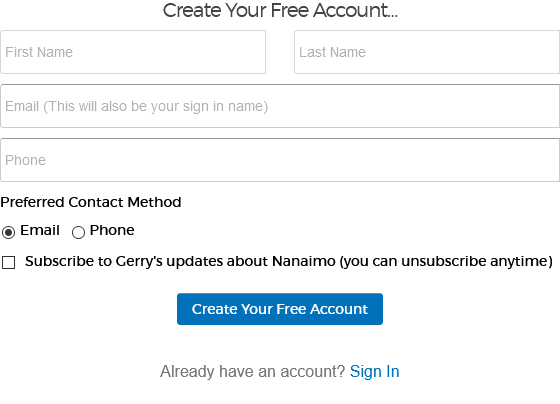 Create Your Free Account...
First Name Last Name
Email (This will also be your sign in name)
Phone
Preferred Contact Method
Email Phone
Subscribe to Gerry's updates about Nanaimo (you can unsubscribe anytime)
Create Your Free Account
Already have an account? Sign In